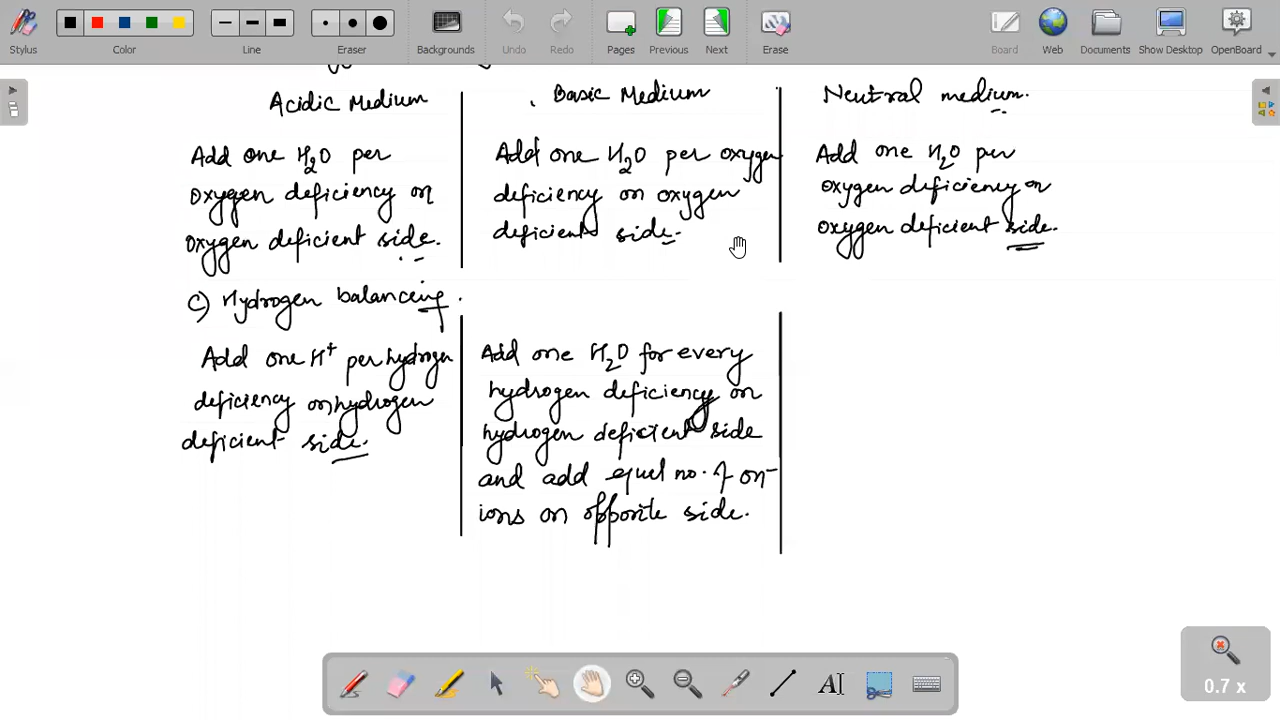 Stylus
Color
Line
Eraser
Backgrounds
Undo
Redo
Pages
Previous
Next
Erase
Board
Web
Documents
Show Desktop
OpenBoard
Acidic Medium
Basic Medium
Neutral medium.
Add one H2O per
oxygen deficiency on
oxygen deficient side.
Add one H2O per oxygen
deficiency on oxygen
deficient side.
Add one H2O per
oxygen deficiency on
oxygen deficient side.
C) Hydrogen balancing.
Add one H+ per hydrogen
deficiency on hydrogen
deficient side.
Add one H2O for every
hydrogen deficiency on
hydrogen deficient side
and add equel no. of OH-
ions on opposite side.
0.7 x